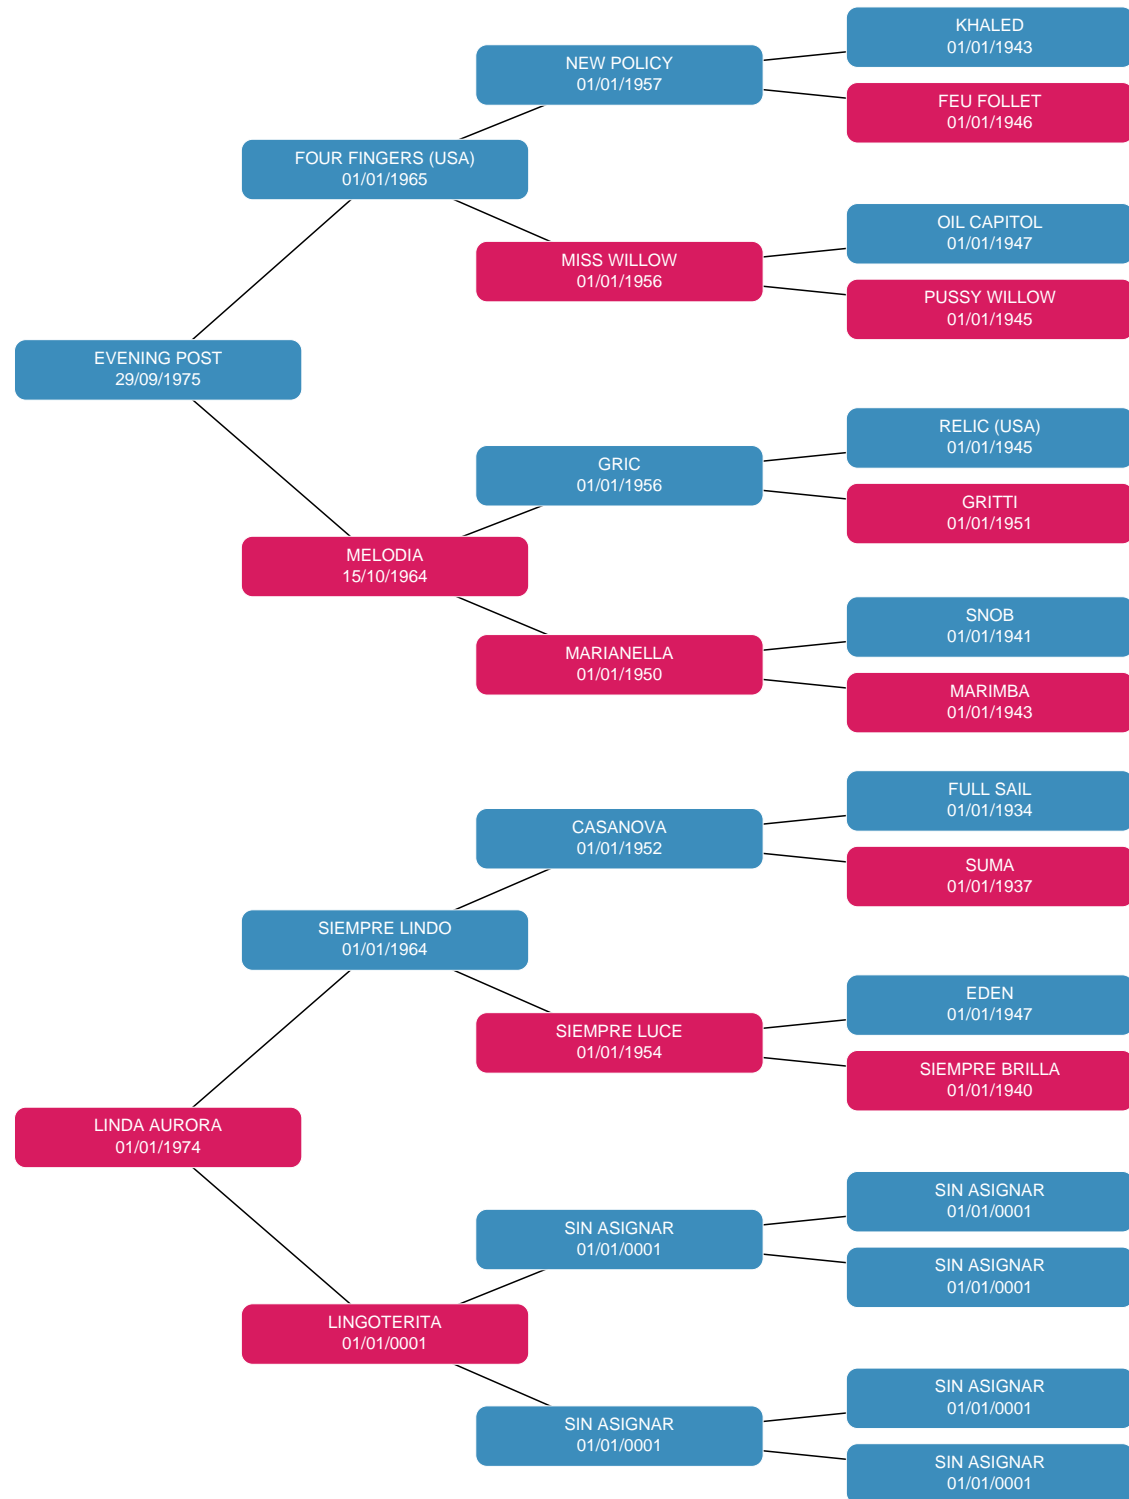 KHALED
01/01/1943
NEW POLICY
01/01/1957
FEU FOLLET
01/01/1946
FOUR FINGERS (USA)
01/01/1965
OIL CAPITOL
01/01/1947
MISS WILLOW
01/01/1956
PUSSY WILLOW
01/01/1945
EVENING POST
29/09/1975
RELIC (USA)
01/01/1945
GRIC
01/01/1956
GRITTI
01/01/1951
MELODIA
15/10/1964
SNOB
01/01/1941
MARIANELLA
01/01/1950
MARIMBA
01/01/1943
FULL SAIL
01/01/1934
CASANOVA
01/01/1952
SUMA
01/01/1937
SIEMPRE LINDO
01/01/1964
EDEN
01/01/1947
SIEMPRE LUCE
01/01/1954
SIEMPRE BRILLA
01/01/1940
LINDA AURORA
01/01/1974
SIN ASIGNAR
01/01/0001
SIN ASIGNAR
01/01/0001
SIN ASIGNAR
01/01/0001
LINGOTERITA
01/01/0001
SIN ASIGNAR
01/01/0001
SIN ASIGNAR
01/01/0001
SIN ASIGNAR
01/01/0001